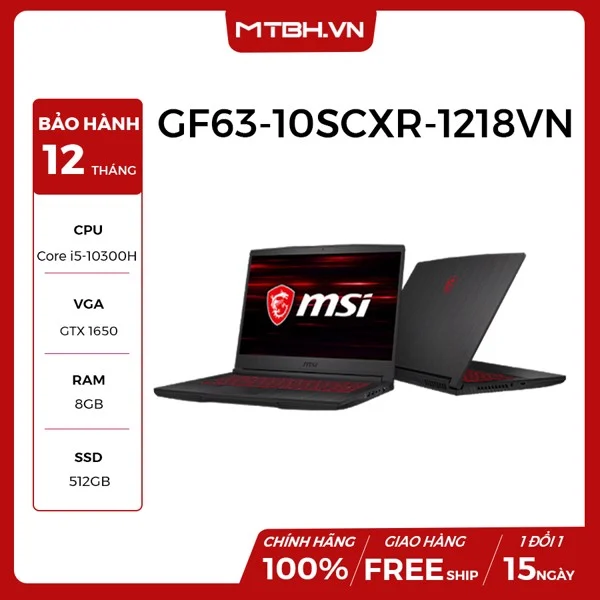 MTBH.VN
BẢO HÀNH
12 THÁNG
GF63-10SCXR-1218VN
CPU
Core i5-10300H
VGA
GTX 1650
RAM
8GB
SSD
512GB
msi
msi
CHÍNH HÃNG
100%
GIAO HÀNG
FREE SHIP
1 ĐỔI 1
15 NGÀY